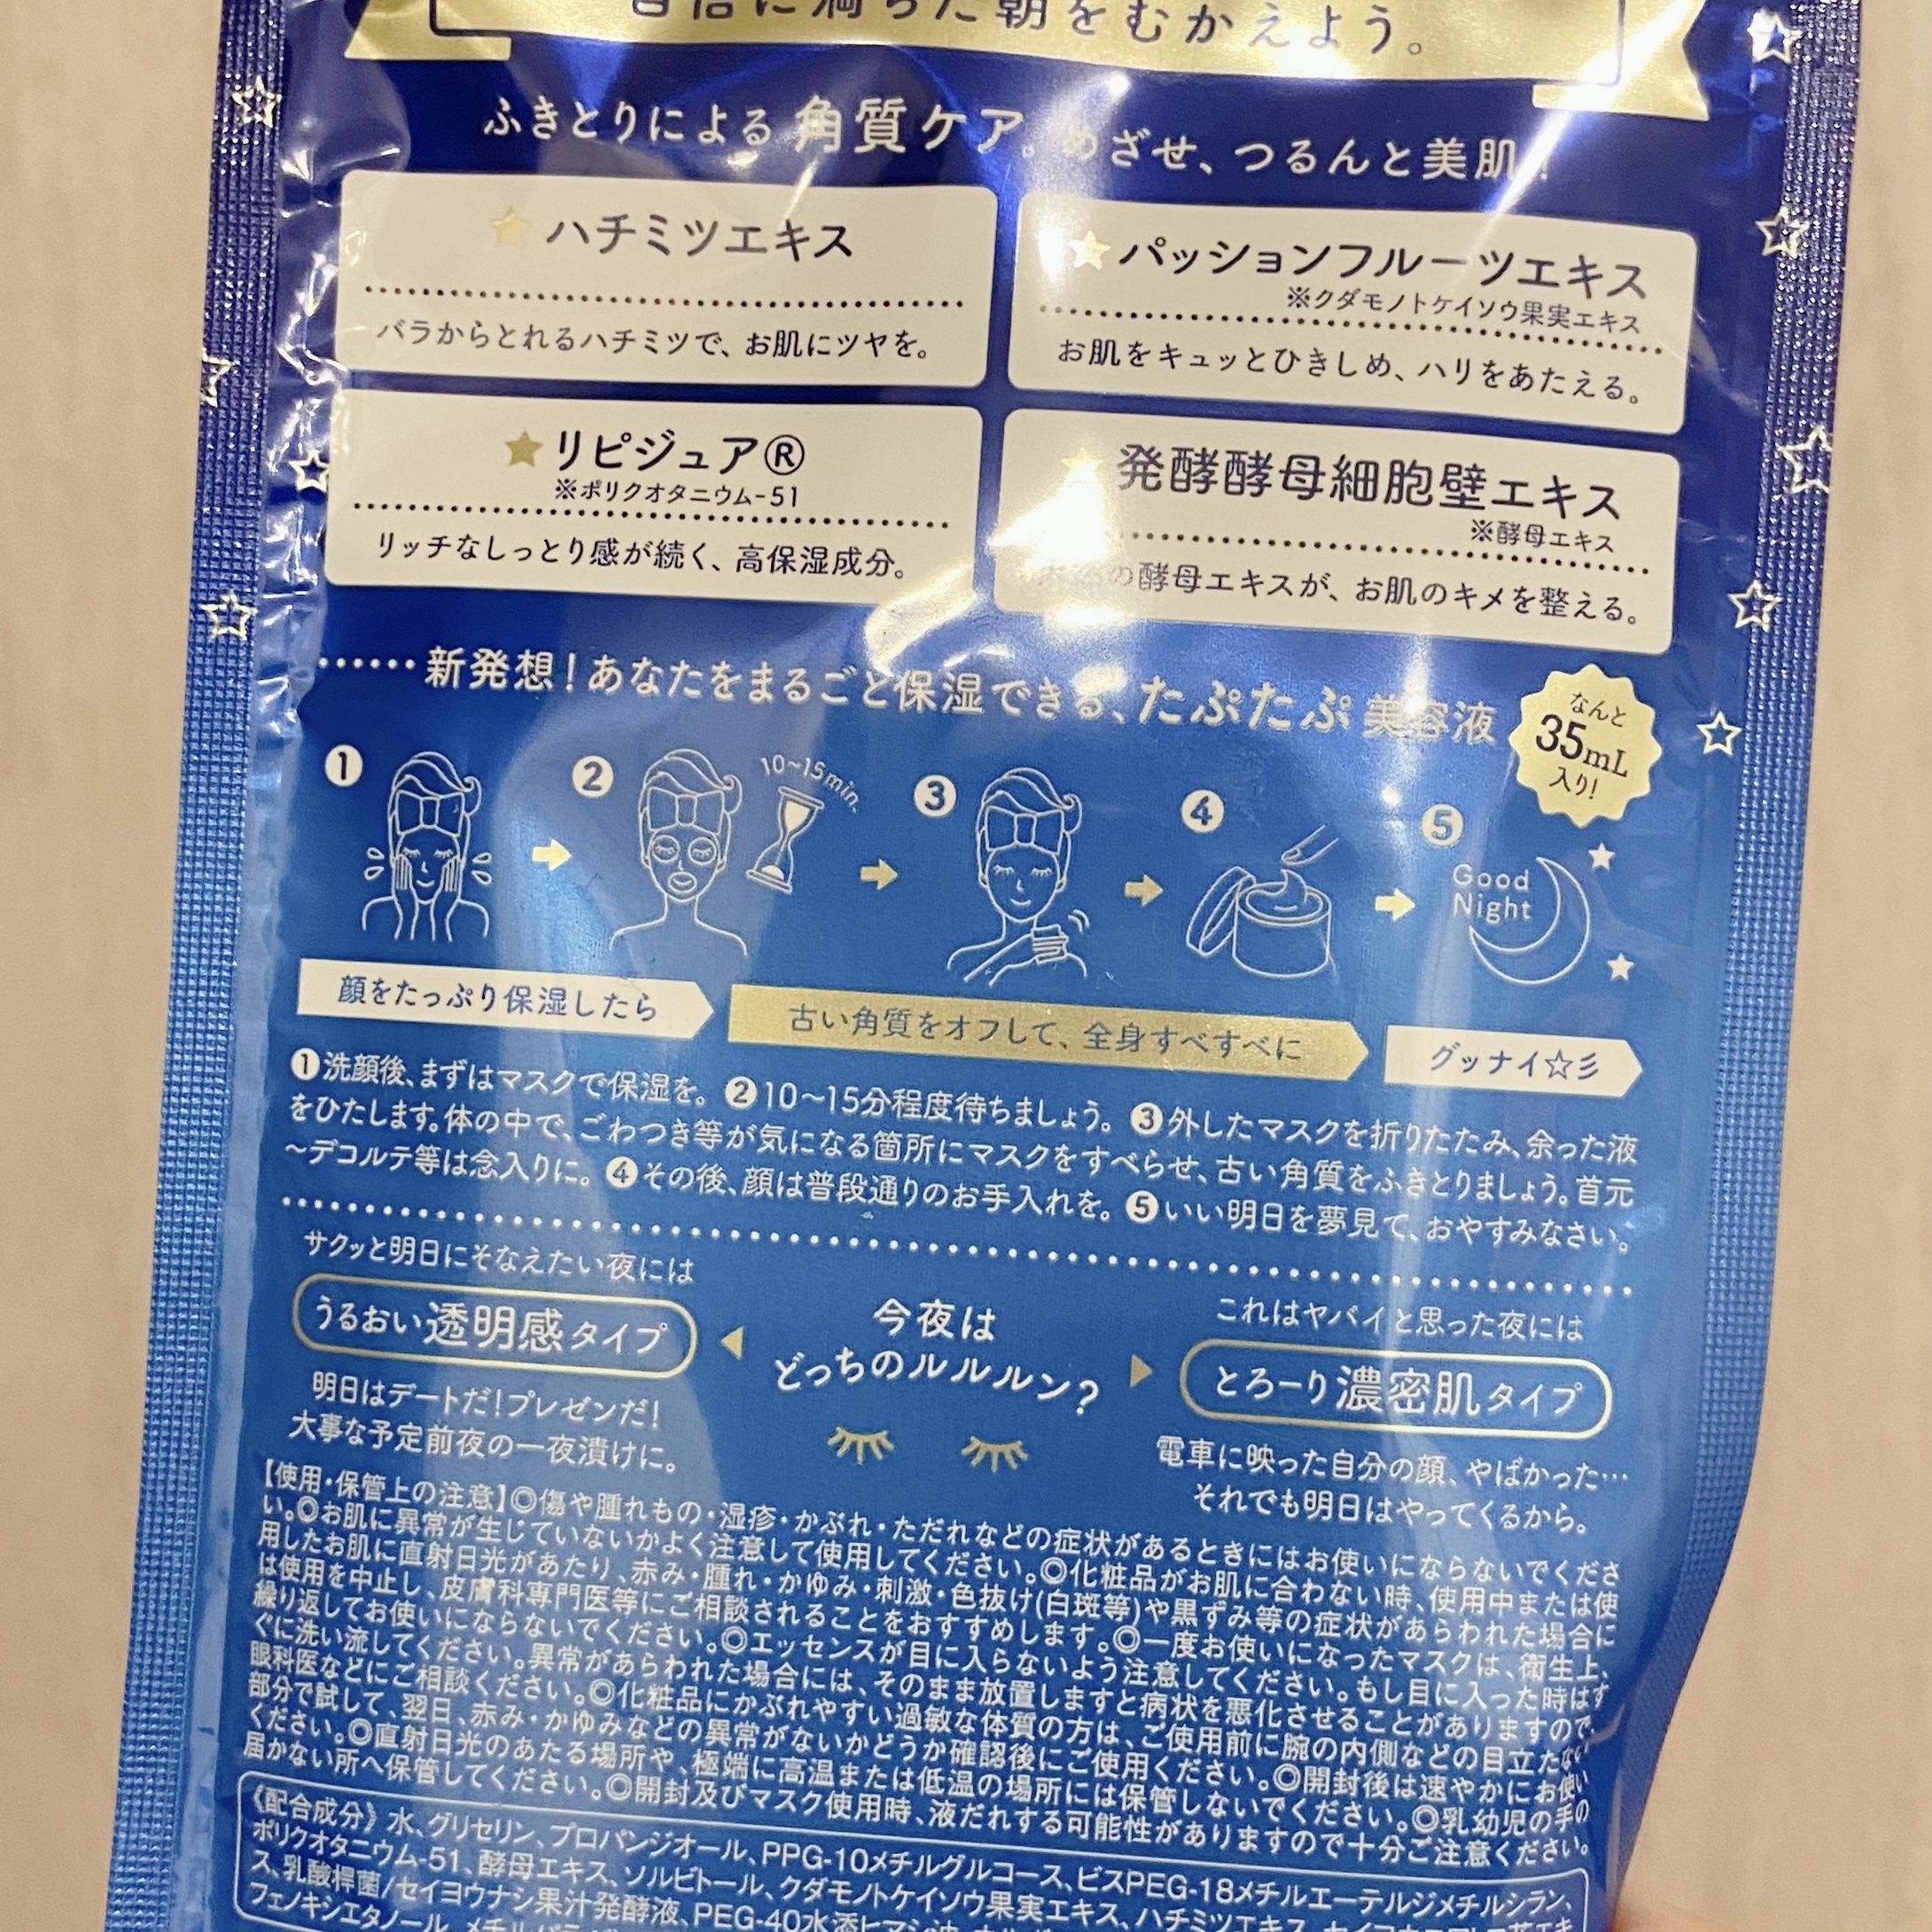 自信に満ちた朝をむかえよう。
ふきとりによる 角質ケア。めざせ、つるんと美肌!
ハチミツエキス
バラからとれるハチミツで、お肌にツヤを。
パッションフルーツエキス
※クダモノトケイソウ果実エキス
お肌をキュッとひきしめ、ハリをあたえる。
リピジュア®
※ポリクオタニウム-51
リッチなしっとり感が続く、高保湿成分。
発酵酵母細胞壁エキス
※酵母エキス
の酵母エキスが、お肌のキメを整える。
新発想!あなたをまるごと保湿できる、たぷたぷ 美容液
なんと
35mL
入り!
1
2
10~15min.
3
4
5
Good
Night
顔をたっぷり保湿したら
古い角質をオフして、全身すべすべに
グッナイ☆彡
❶洗顔後、まずはマスクで保湿を。❷10〜15分程度待ちましょう。❸外したマスクを折りたたみ、余った液
をひたします。体の中で、ごわつき等が気になる箇所にマスクをすべらせ、古い角質をふきとりましょう。首元
〜デコルテ等は念入りに。❹その後、顔は普段通りのお手入れを。❺いい明日を夢見て、おやすみなさい。
サクッと明日にそなえたい夜には
うるおい透明感タイプ
明日はデートだ!プレゼンだ!
大事な予定前夜の一夜漬けに。
今夜は
どっちのルルルン?
これはヤバイと思った夜には
とろーり濃密肌タイプ
電車に映った自分の顔、やばかった…
それでも明日はやってくるから。
【使用・保管上の注意】◎傷や腫れもの・湿疹・かぶれ・ただれなどの症状があるときにはお使いにならないでくださ
い。◎お肌に異常が生じていないかよく注意して使用してください。◎化粧品がお肌に合わない時、使用中または使
用したお肌に直射日光があたり、赤み・腫れ・かゆみ・刺激・色抜け(白斑等)や黒ずみ等の症状があらわれた場合に
は使用を中止し、皮膚科専門医等にご相談されることをおすすめします。◎一度お使いになったマスクは、衛生上、
繰り返してお使いにならないでください。◎エッセンスが目に入らないよう注意してください。もし目に入った時はす
ぐに洗い流してください。異常があらわれた場合には、そのまま放置しますと病状を悪化させることがありますので、
眼科医などにご相談ください。◎化粧品にかぶれやすい過敏な体質の方は、ご使用前に腕の内側などの目立たない
部分で試して、翌日、赤み・かゆみなどの異常がないかどうか確認後にご使用ください。◎開封後は速やかにお使い
ください。◎直射日光のあたる場所や、極端に高温または低温の場所には保管しないでください。◎乳幼児の手の
届かない所へ保管してください。◎開封及びマスク使用時、液だれする可能性がありますので十分ご注意ください。
《配合成分》水、グリセリン、プロパンジオール、PPG-10メチルグルコース、ビスPEG-18メチルエーテルジメチルシラン、
ポリクオタニウム-51、酵母エキス、ソルビトール、クダモノトケイソウ果実エキス、ハチミツエキス、
ス、乳酸桿菌/セイヨウナシ果汁発酵液、PEG-40水添ヒマシ油、
フェノキシエタノール、